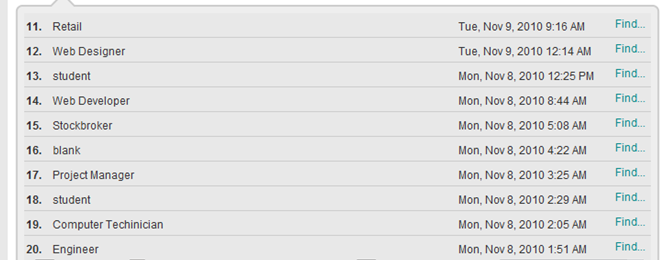 11. Retail Tue, Nov 9, 2010 9:16 AM Find...
12. Web Designer Tue, Nov 9, 2010 12:14 AM Find...
13. student Mon, Nov 8, 2010 12:25 PM Find...
14. Web Developer Mon, Nov 8, 2010 8:44 AM Find...
15. Stockbroker Mon, Nov 8, 2010 5:08 AM Find...
16. blank Mon, Nov 8, 2010 4:22 AM Find...
17. Project Manager Mon, Nov 8, 2010 3:25 AM Find...
18. student Mon, Nov 8, 2010 2:29 AM Find...
19. Computer Techinician Mon, Nov 8, 2010 2:05 AM Find...
20. Engineer Mon, Nov 8, 2010 1:51 AM Find...